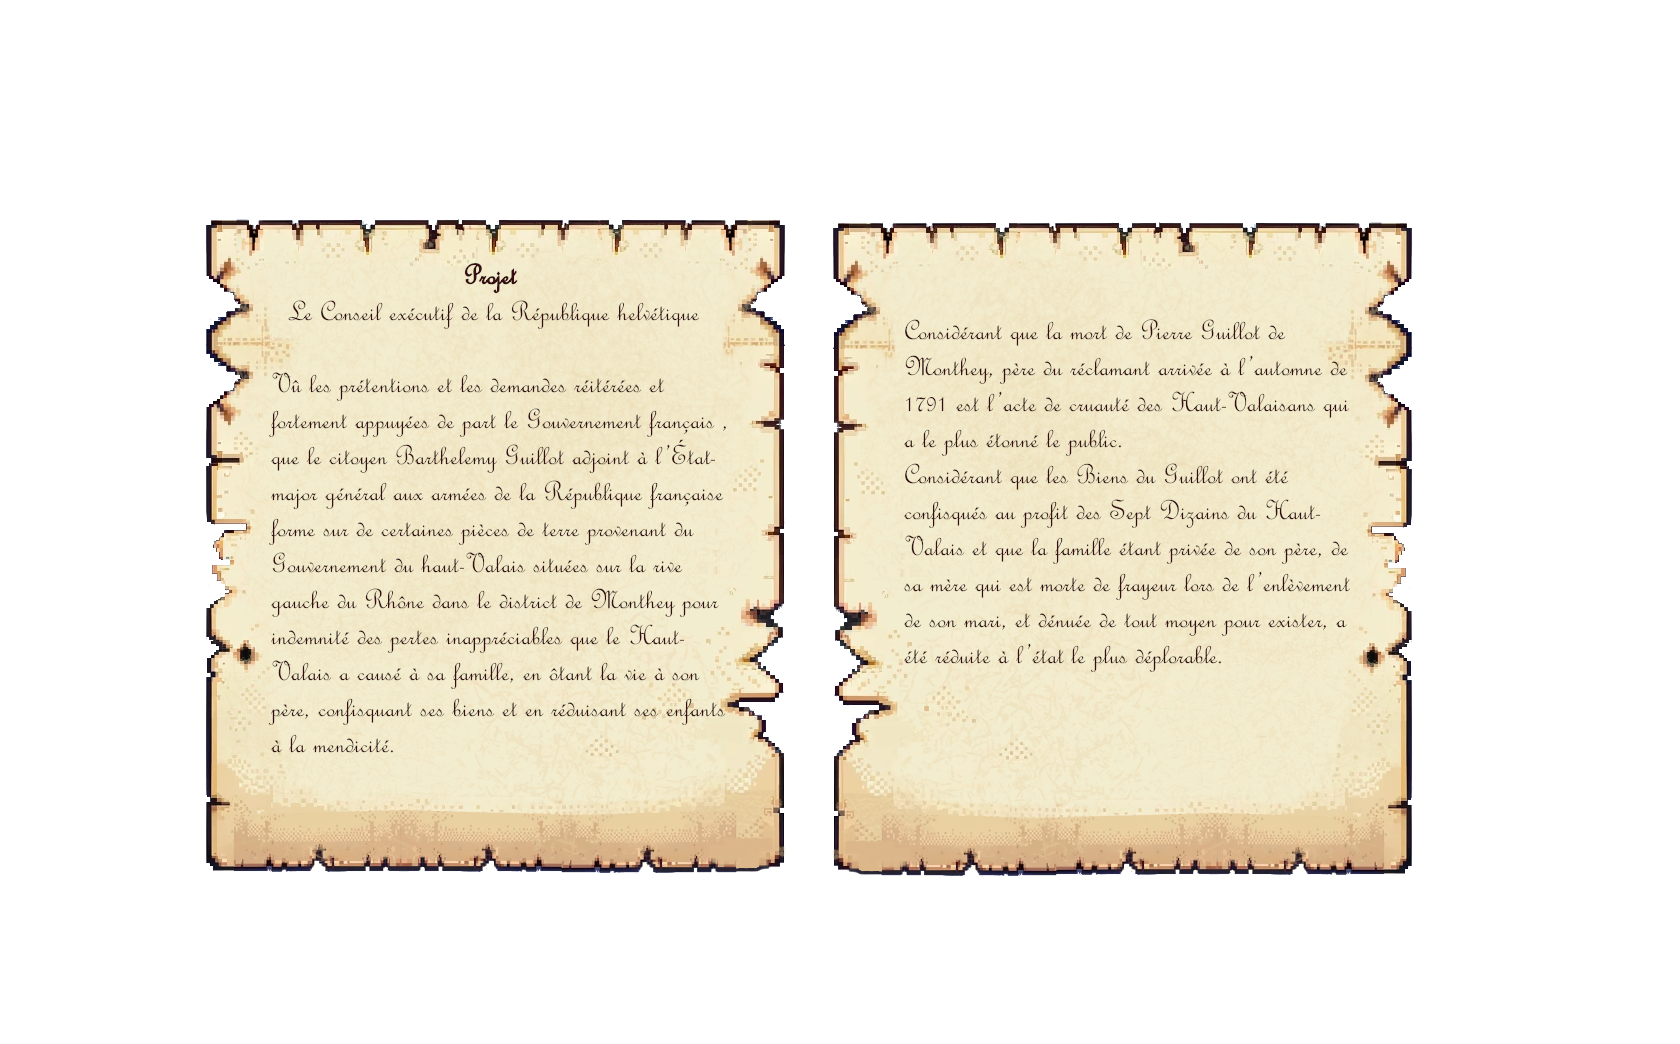 Projet
Le Conseil exécutif de la République helvétique
Vû les prétentions et les demandes réitérées et
fortement appuyées de part le Gouvernement français ,
que le citoyen Barthelemy Guillot adjoint à l'État-
major général aux armées de la République française
forme sur de certaines pièces de terre provenant du
Gouvernement du haut-Valais situées sur la rive
gauche du Rhône dans le district de Monthey pour
indemnité des pertes inappréciables que le Haut-
Valais a causé à sa famille, en ôtant la vie à son
père, confisquant ses biens et en réduisant ses enfants
à la mendicité.
Considérant que la mort de Pierre Guillot de
Monthey, père du réclamant arrivée à l'automne de
1791 est l'acte de cruauté des Haut-Valaisans qui
a le plus étonné le public.
Considérant que les Biens du Guillot ont été
confisqués au profit des Sept Dizains du Haut-
Valais et que la famille étant privée de son père, de
sa mère qui est morte de frayeur lors de l'enlèvement
de son mari, et dénuée de tout moyen pour exister, a
été réduite à l'état le plus déplorable.